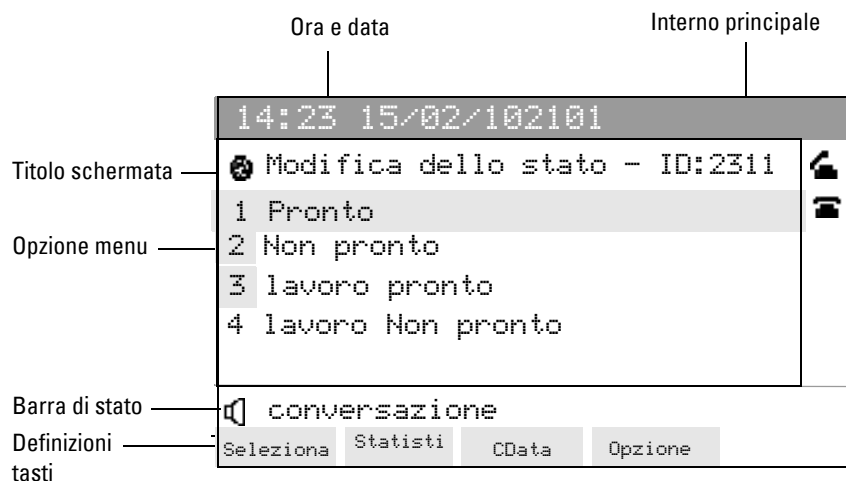 Ora e data
Interno principale
14:23 15/02/102101
Titolo schermata
Modifica dello stato - ID:2311
1 Pronto
Opzione menu
2 Non pronto
3 lavoro pronto
4 lavoro Non pronto
Barra di stato
conversazione
Definizioni tasti
Seleziona Statisti CData Opzione